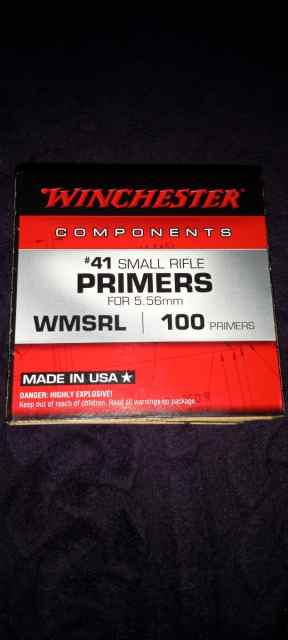 WINCHESTER
COMPONENTS
#41 SMALL RIFLE
PRIMERS
FOR 5.56mm
WMSRL | 100 PRIMERS
MADE IN USA ★
DANGER: HIGHLY EXPLOSIVE!
Keep out of reach of children. Read all warnings on package.